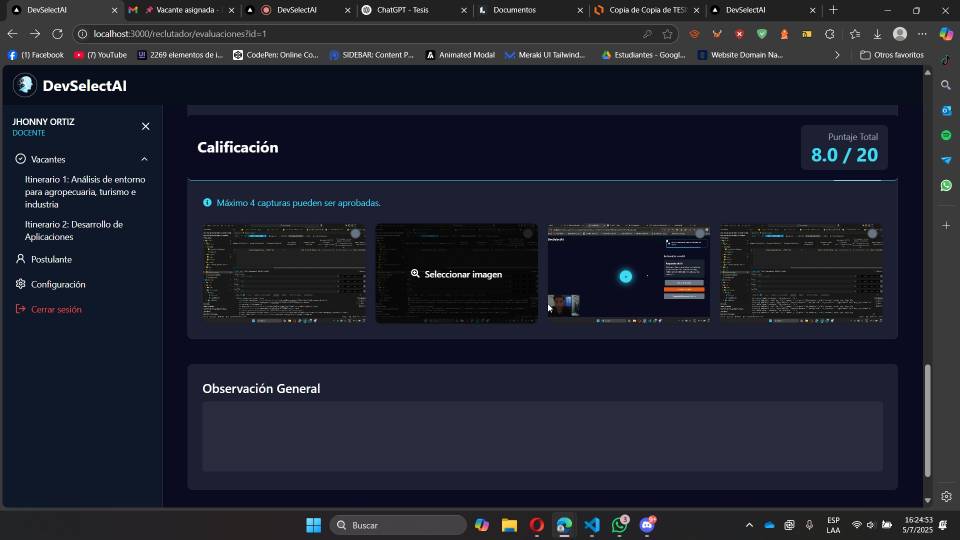 DevSelectAI
Vacante asignada -
DevSelectAI
ChatGPT - Tesis
Documentos
Copia de Copia de TESI
DevSelectAI
localhost:3000/reclutador/evaluaciones?id=1
(1) Facebook
(7) YouTube
2269 elementos de i...
CodePen: Online Co...
SIDEBAR: Content P...
Animated Modal
Meraki UI Tailwind...
Estudiantes - Googl...
Website Domain Na...
Otros favoritos
DevSelectAI
JHONNY ORTIZ
DOCENTE
Vacantes
Itinerario 1: Análisis de entorno
para agropecuaria, turismo e
industria
Itinerario 2: Desarrollo de
Aplicaciones
Postulante
Configuración
Cerrar sesión
Calificación
Puntaje Total
8.0 / 20
Máximo 4 capturas pueden ser aprobadas.
Seleccionar imagen
Observación General
Buscar
ESP
LAA
16:24:53
5/7/2025